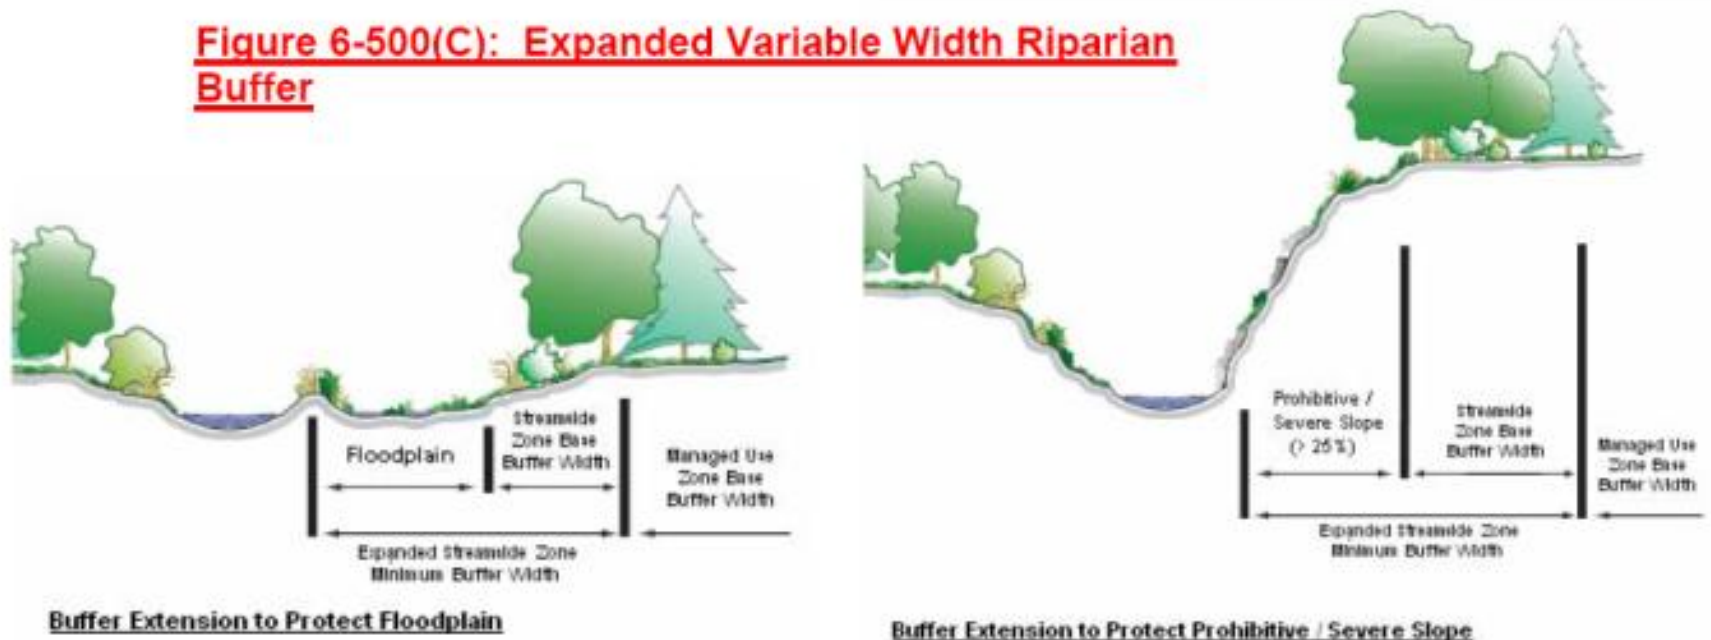 Figure 6-500(C): Expanded Variable Width Riparian
Buffer
Floodplain
Streamside
Zone Base
Buffer Width
Managed Use
Zone Base
Buffer Width
Expanded Streamside Zone
Minimum Buffer Width
Buffer Extension to Protect Floodplain
Prohibitive /
Severe Slope
(> 25%)
Streamside
Zone Base
Buffer Width
Managed Use
Zone Base
Buffer Width
Expanded Streamside Zone
Minimum Buffer Width
Buffer Extension to Protect Prohibitive / Severe Slope